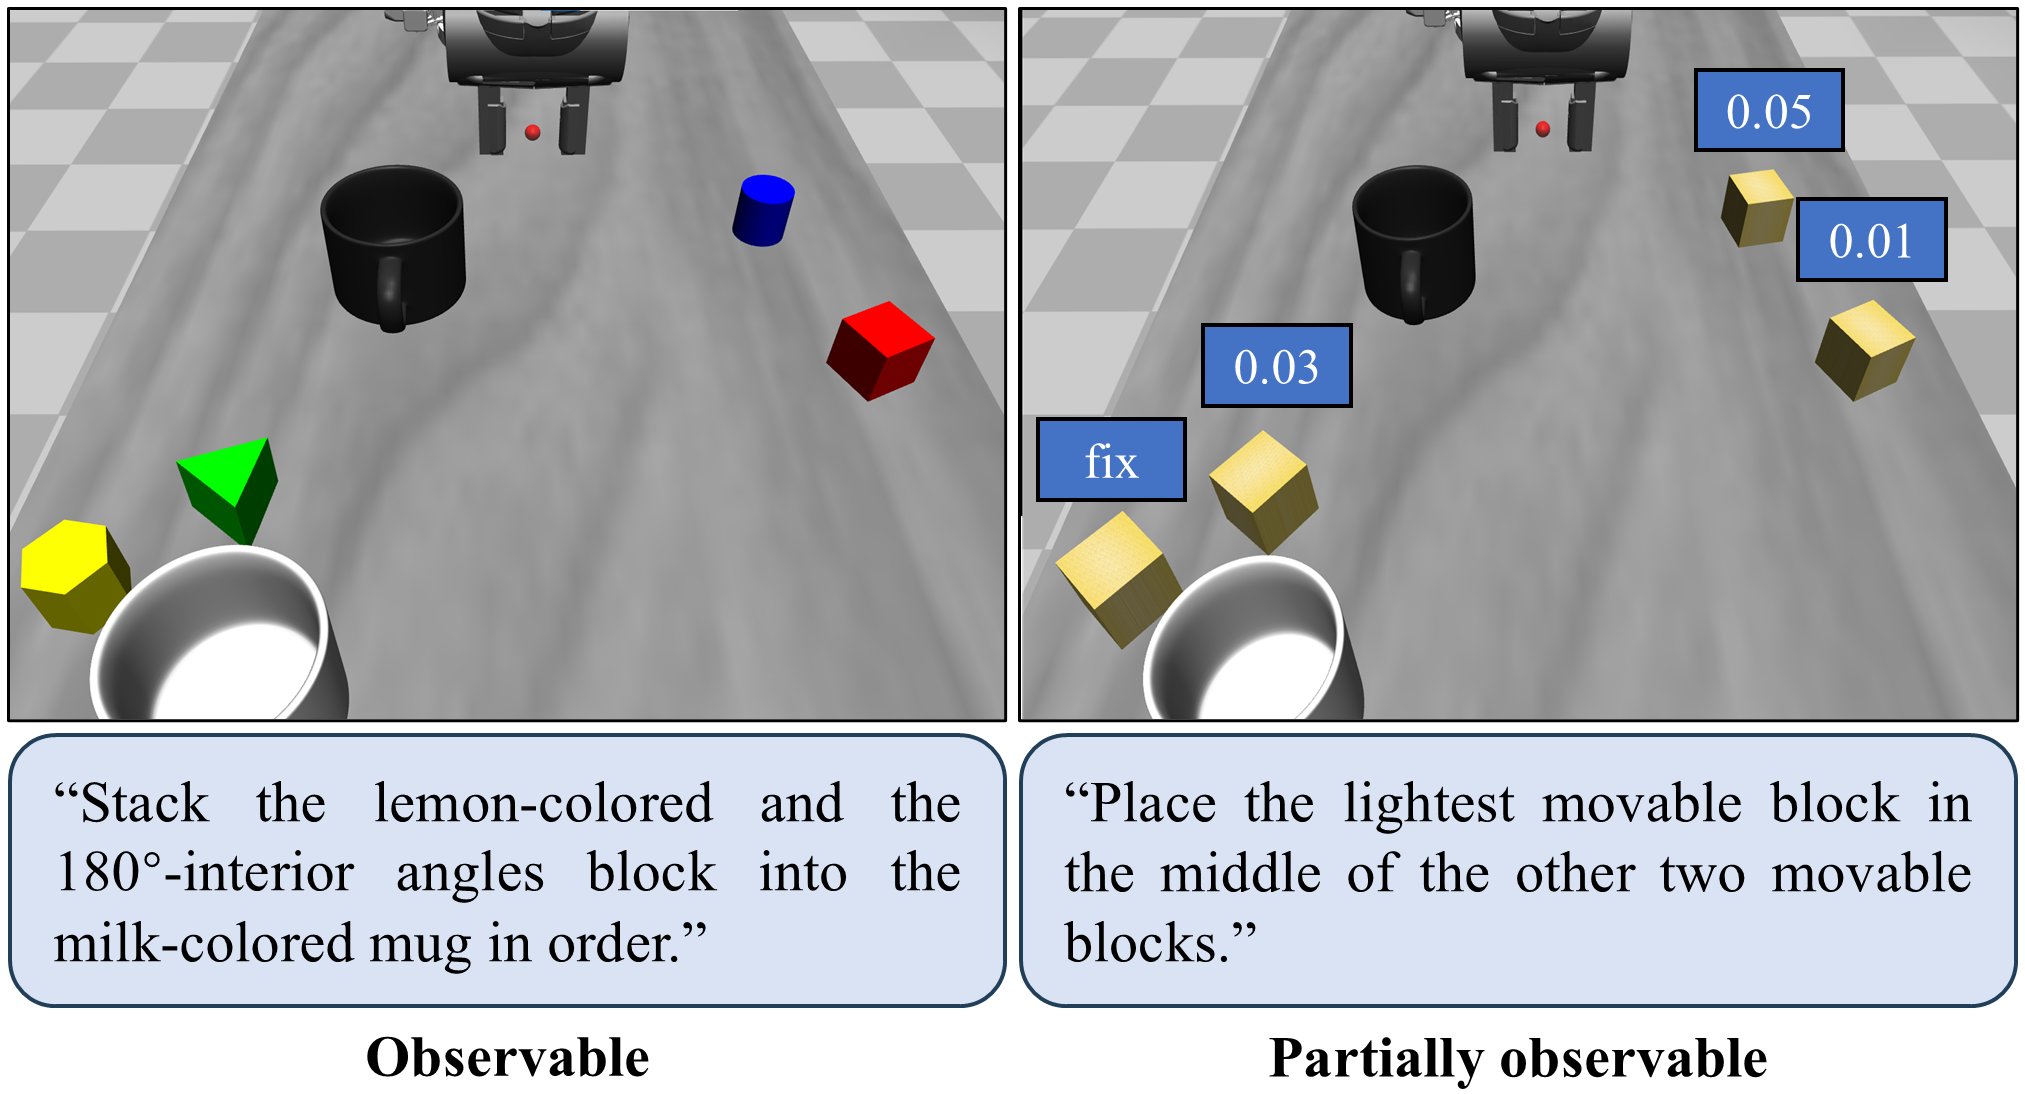 0.05
0.01
0.03
fix
“Stack the lemon-colored and the
180°-interior angles block into the
milk-colored mug in order.”
“Place the lightest movable block in
the middle of the other two movable
blocks.”
Observable
Partially observable